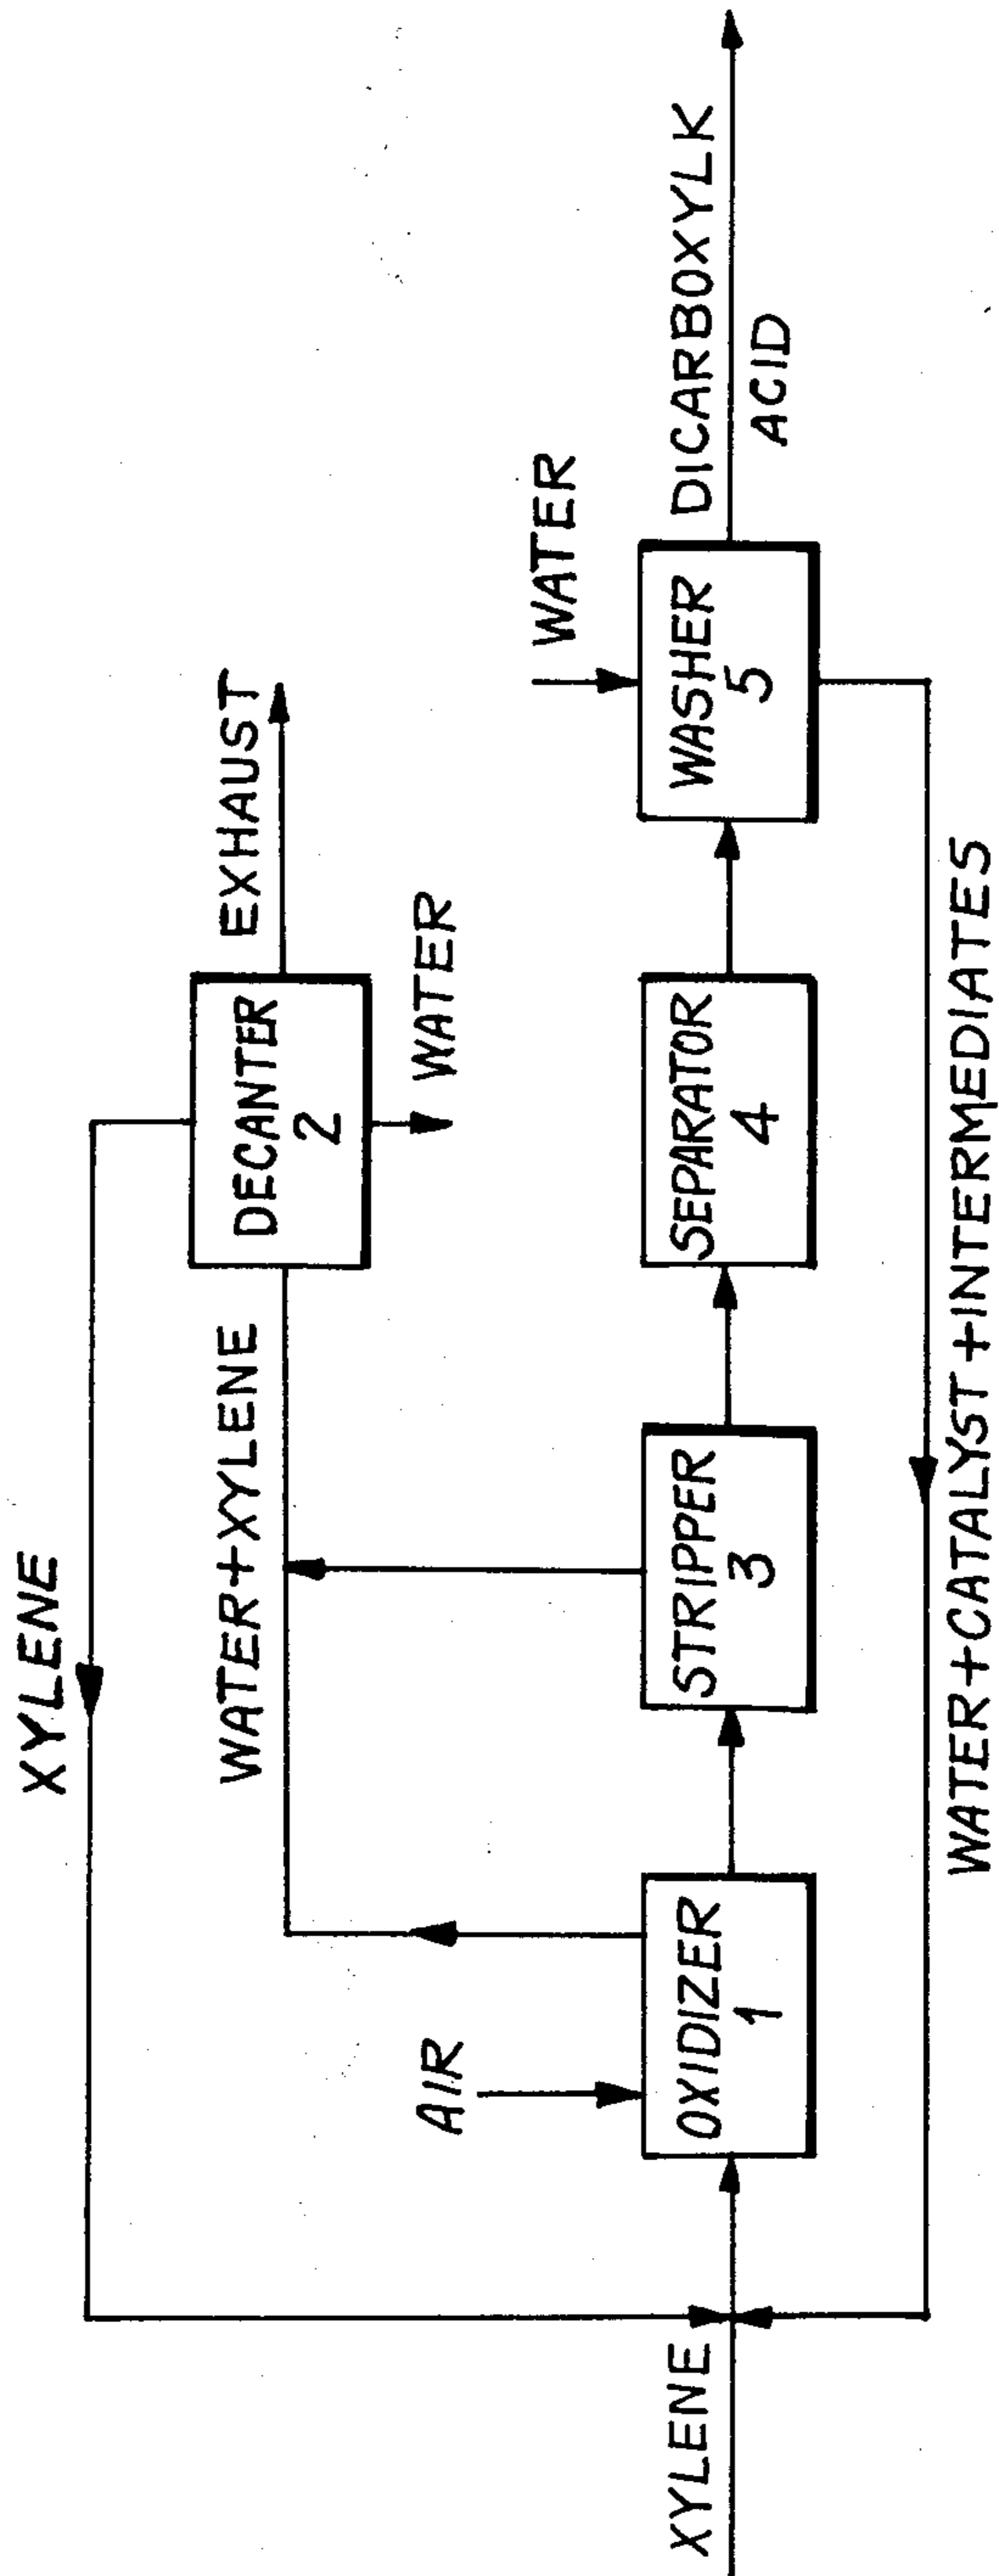 XYLENE
WATER+XYLENE
DECANTER
2
EXHAUST
WATER
AIR
WATER
XYLENE
OXIDIZER
1
STRIPPER
3
SEPARATOR
4
WASHER
5
DICARBOXYLK
ACID
WATER+CATALYST+INTERMEDIATES